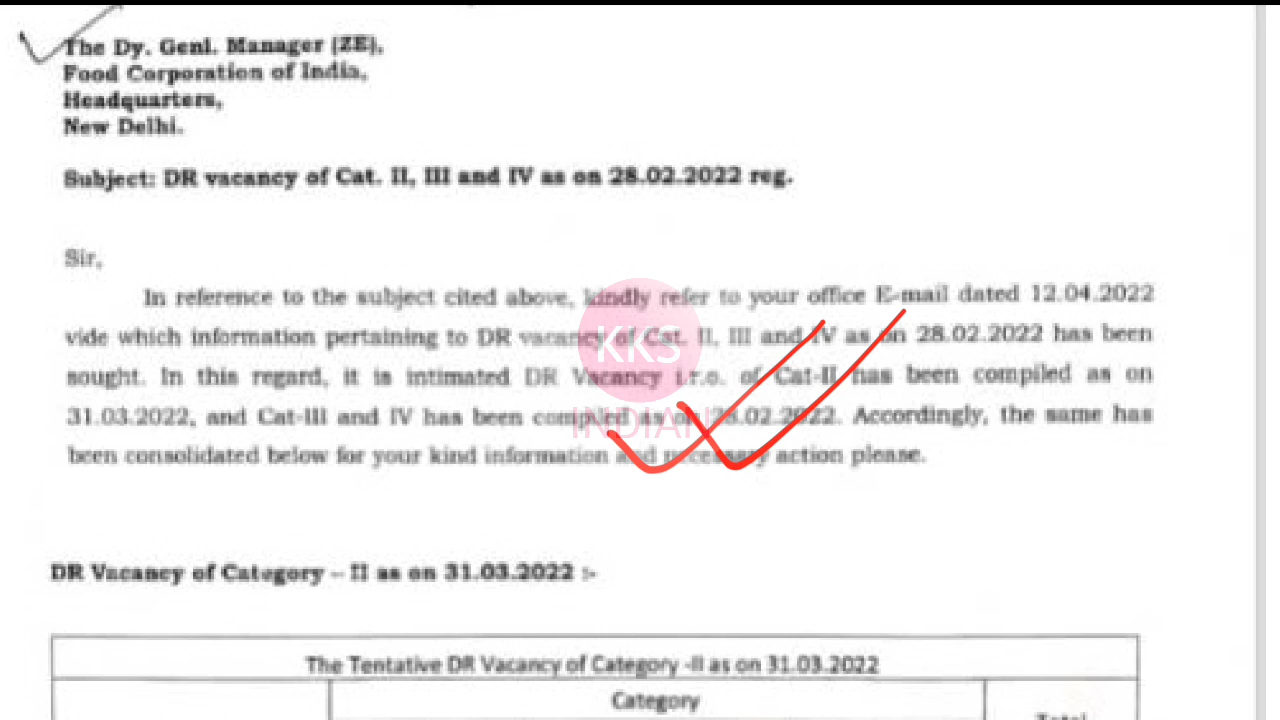 The Dy. Genl. Manager (ZE),
Food Corporation of India,
Headquarters,
New Delhi.
Subject: DR vacancy of Cat. II, III and IV as on 28.02.2022 reg.
Sir,
In reference to the subject cited above, kindly refer to your office E-mail dated 12.04.2022
vide which information pertaining to DR vacancy of Cat. II, III and IV as on 28.02.2022 has been
sought. In this regard, it is intimated DR Vacancy i.r.o. of Cat-II has been compiled as on
31.03.2022, and Cat-III and IV has been compiled as on 28.02.2022. Accordingly, the same has
been consolidated below for your kind information and necessary action please.
KKS
INDIAN
DR Vacancy of Category – II as on 31.03.2022 :-
The Tentative DR Vacancy of Category -II as on 31.03.2022
Category
Total